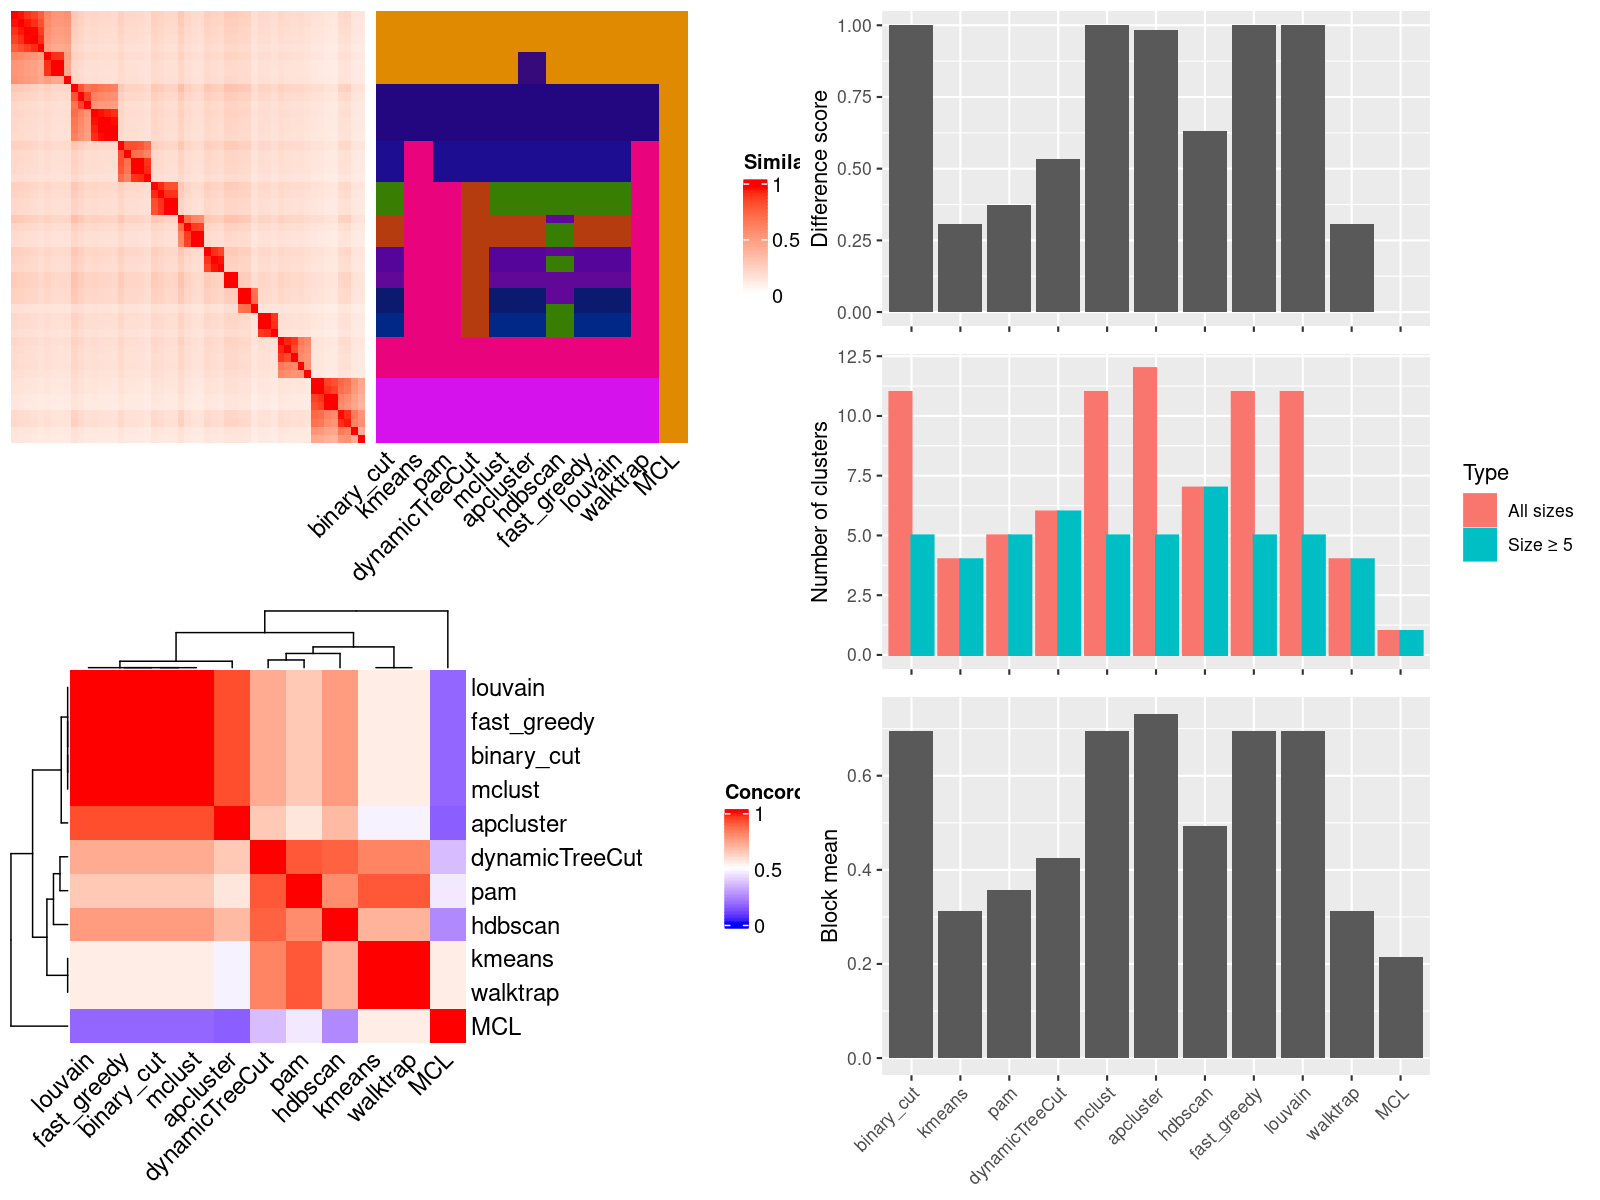 Simila
1
0.5
0
binary_cut
kmeans
pam
dynamicTreeCut
mclust
apcluster
hdbscan
fast_greedy
louvain
walktrap
MCL
louvain
fast_greedy
binary_cut
mclust
apcluster
dynamicTreeCut
pam
hdbscan
kmeans
walktrap
MCL
Concord
1
0.5
0
louvain
fast_greedy
binary_cut
mclust
apcluster
dynamicTreeCut
pam
hdbscan
kmeans
walktrap
MCL
Difference score
1.00
0.75
0.50
0.25
0.00
Number of clusters
12.5
10.0
7.5
5.0
2.5
0.0
Type
All sizes
Size ≥ 5
Block mean
0.6
0.4
0.2
0.0
binary_cut
kmeans
pam
dynamicTreeCut
mclust
apcluster
hdbscan
fast_greedy
louvain
walktrap
MCL